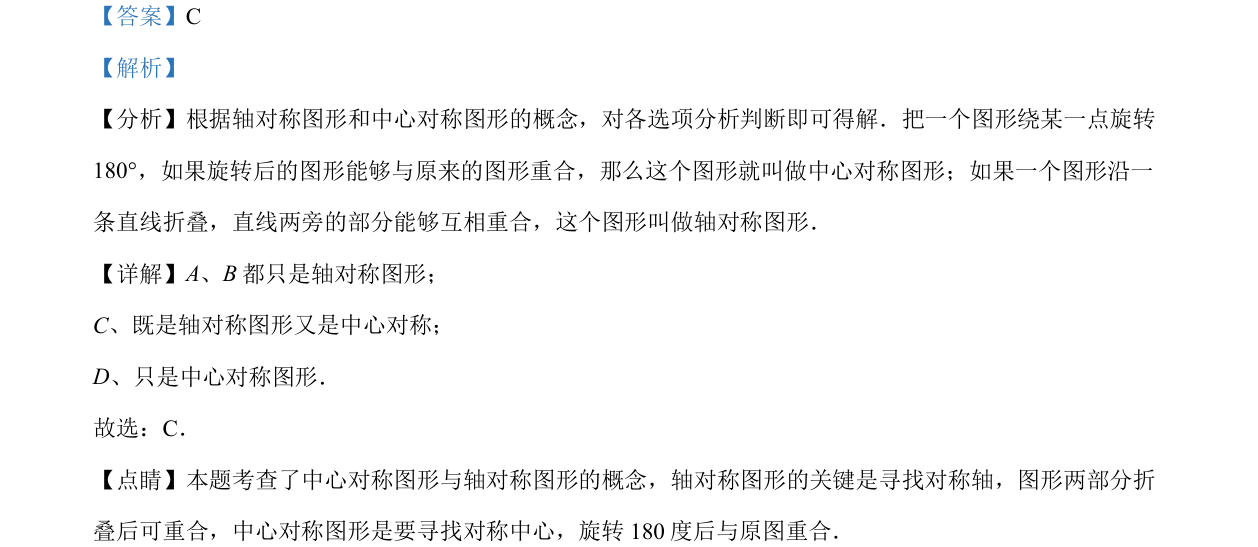 【答案】C
【解析】
【分析】根据轴对称图形和中心对称图形的概念，对各选项分析判断即可得解．把一个图形绕某一点旋转
180°，如果旋转后的图形能够与原来的图形重合，那么这个图形就叫做中心对称图形；如果一个图形沿一
条直线折叠，直线两旁的部分能够互相重合，这个图形叫做轴对称图形．
【详解】A、B 都只是轴对称图形；
C、既是轴对称图形又是中心对称；
D、只是中心对称图形．
故选：C．
【点睛】本题考查了中心对称图形与轴对称图形的概念，轴对称图形的关键是寻找对称轴，图形两部分折
叠后可重合，中心对称图形是要寻找对称中心，旋转 180 度后与原图重合．